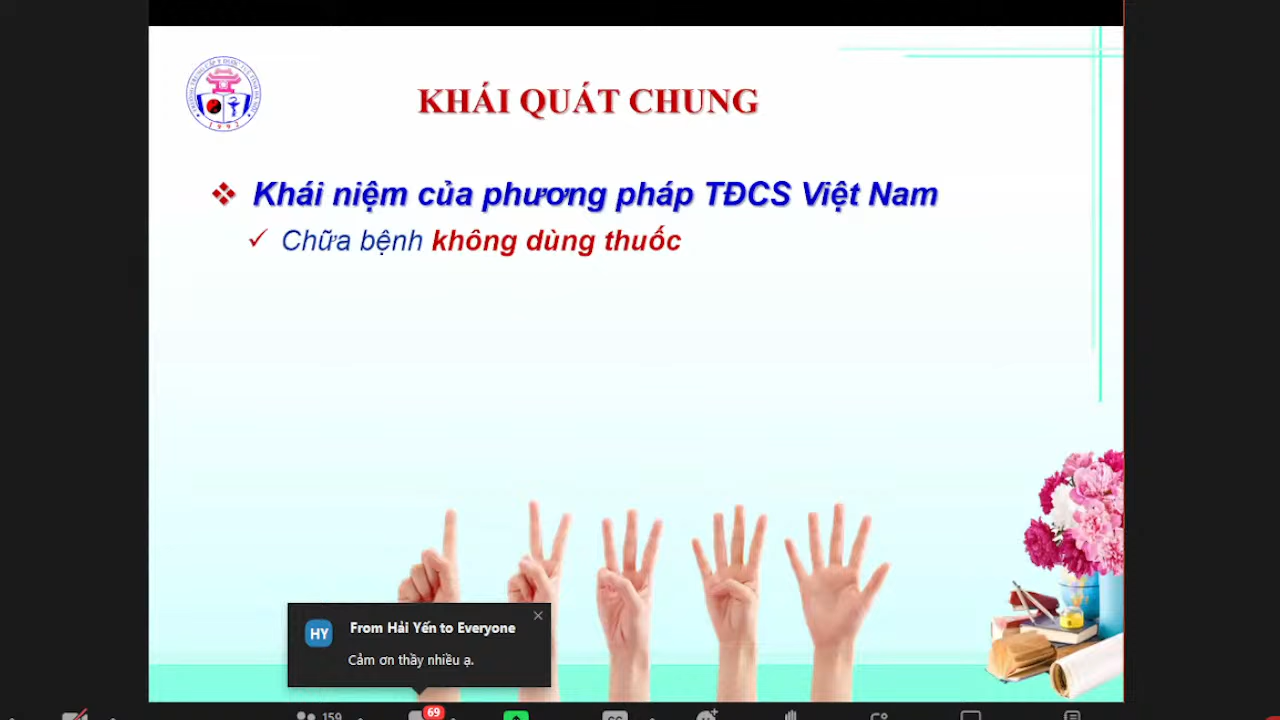 KHÁI QUÁT CHUNG
Khái niệm của phương pháp TĐCS Việt Nam
Chữa bệnh không dùng thuốc
HY
From Hải Yến to Everyone
Cảm ơn thầy nhiều ạ.
159
69